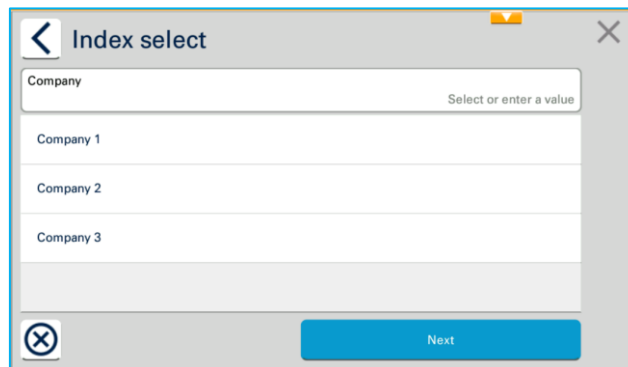 Index select
Company
Select or enter a value
Company 1
Company 2
Company 3
Next